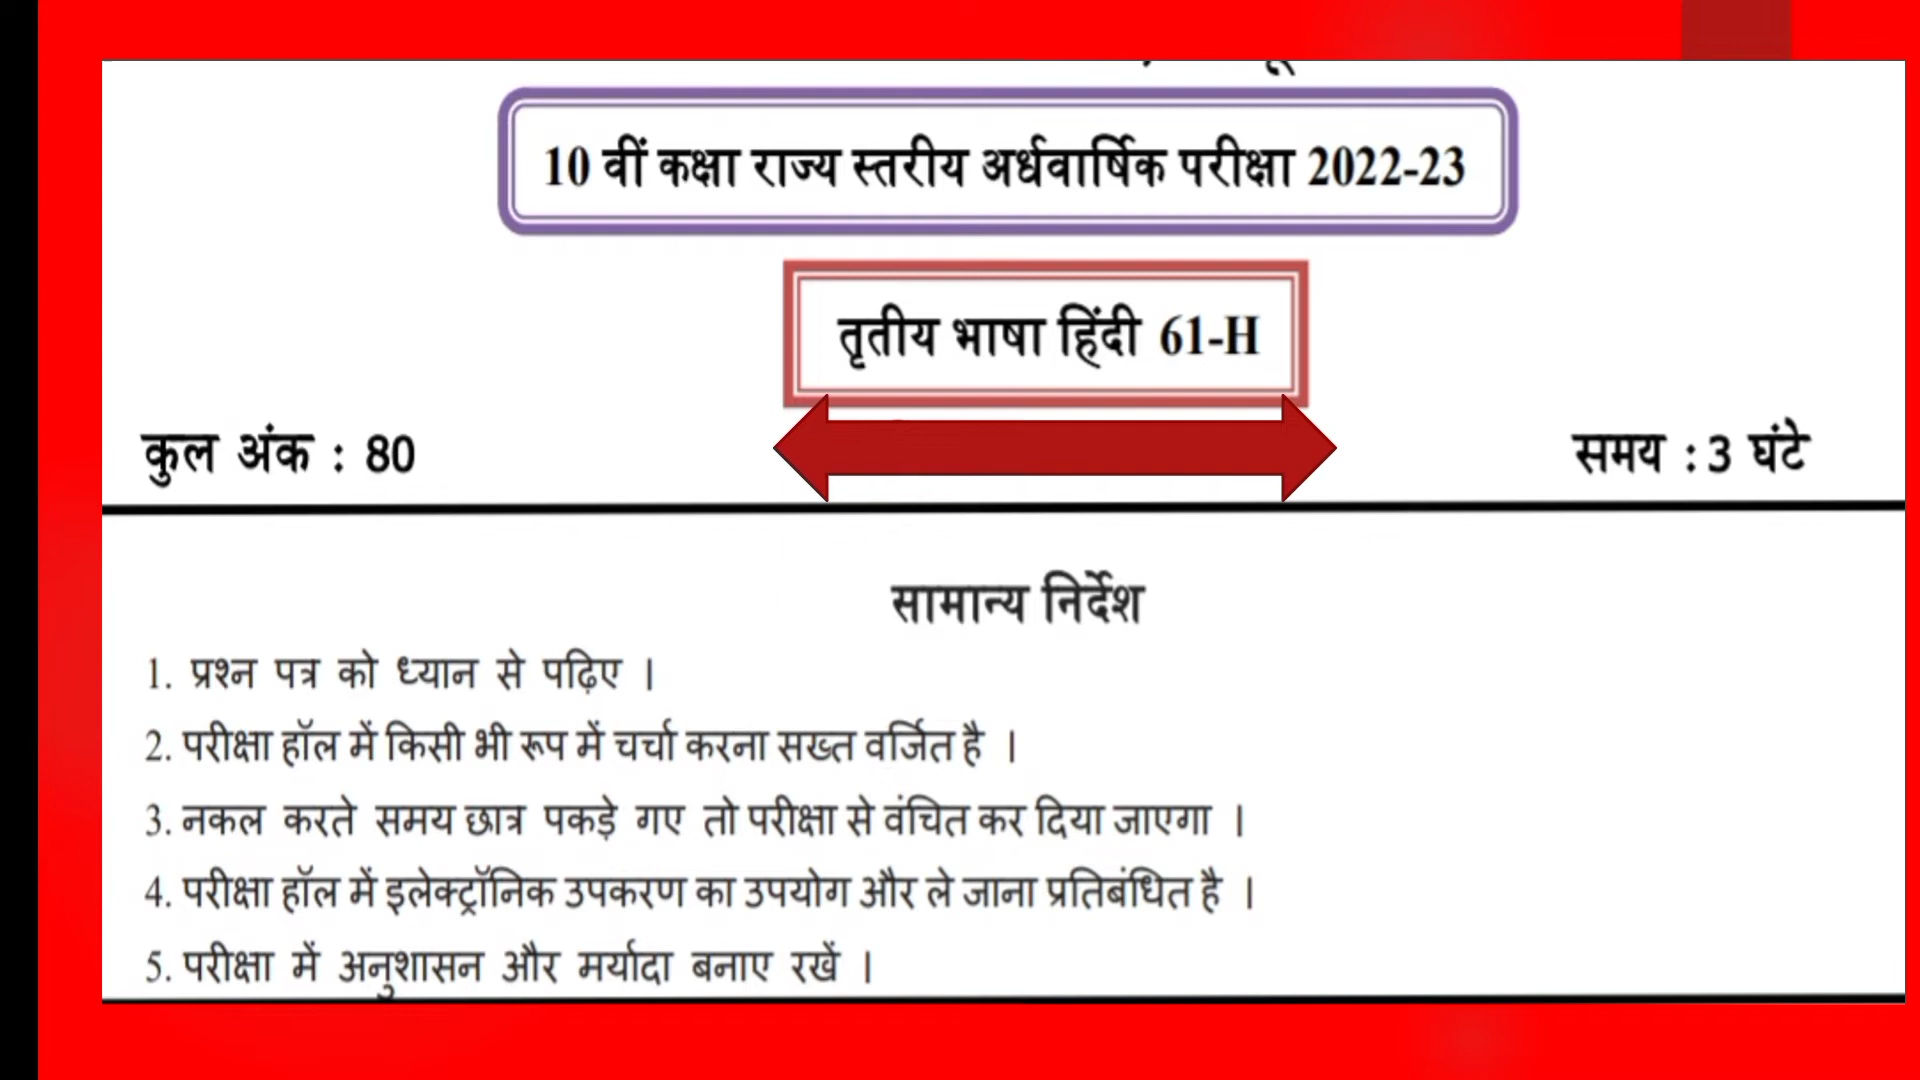 10 वीं कक्षा राज्य स्तरीय अर्धवार्षिक परीक्षा 2022-23
तृतीय भाषा हिंदी 61-H
कुल अंक : 80 समय : 3 घंटे
सामान्य निर्देश
1. प्रश्न पत्र को ध्यान से पढ़िए ।
2. परीक्षा हॉल में किसी भी रूप में चर्चा करना सख्त वर्जित है ।
3. नकल करते समय छात्र पकड़े गए तो परीक्षा से वंचित कर दिया जाएगा ।
4. परीक्षा हॉल में इलेक्ट्रॉनिक उपकरण का उपयोग और ले जाना प्रतिबंधित है ।
5. परीक्षा में अनुशासन और मर्यादा बनाए रखें ।